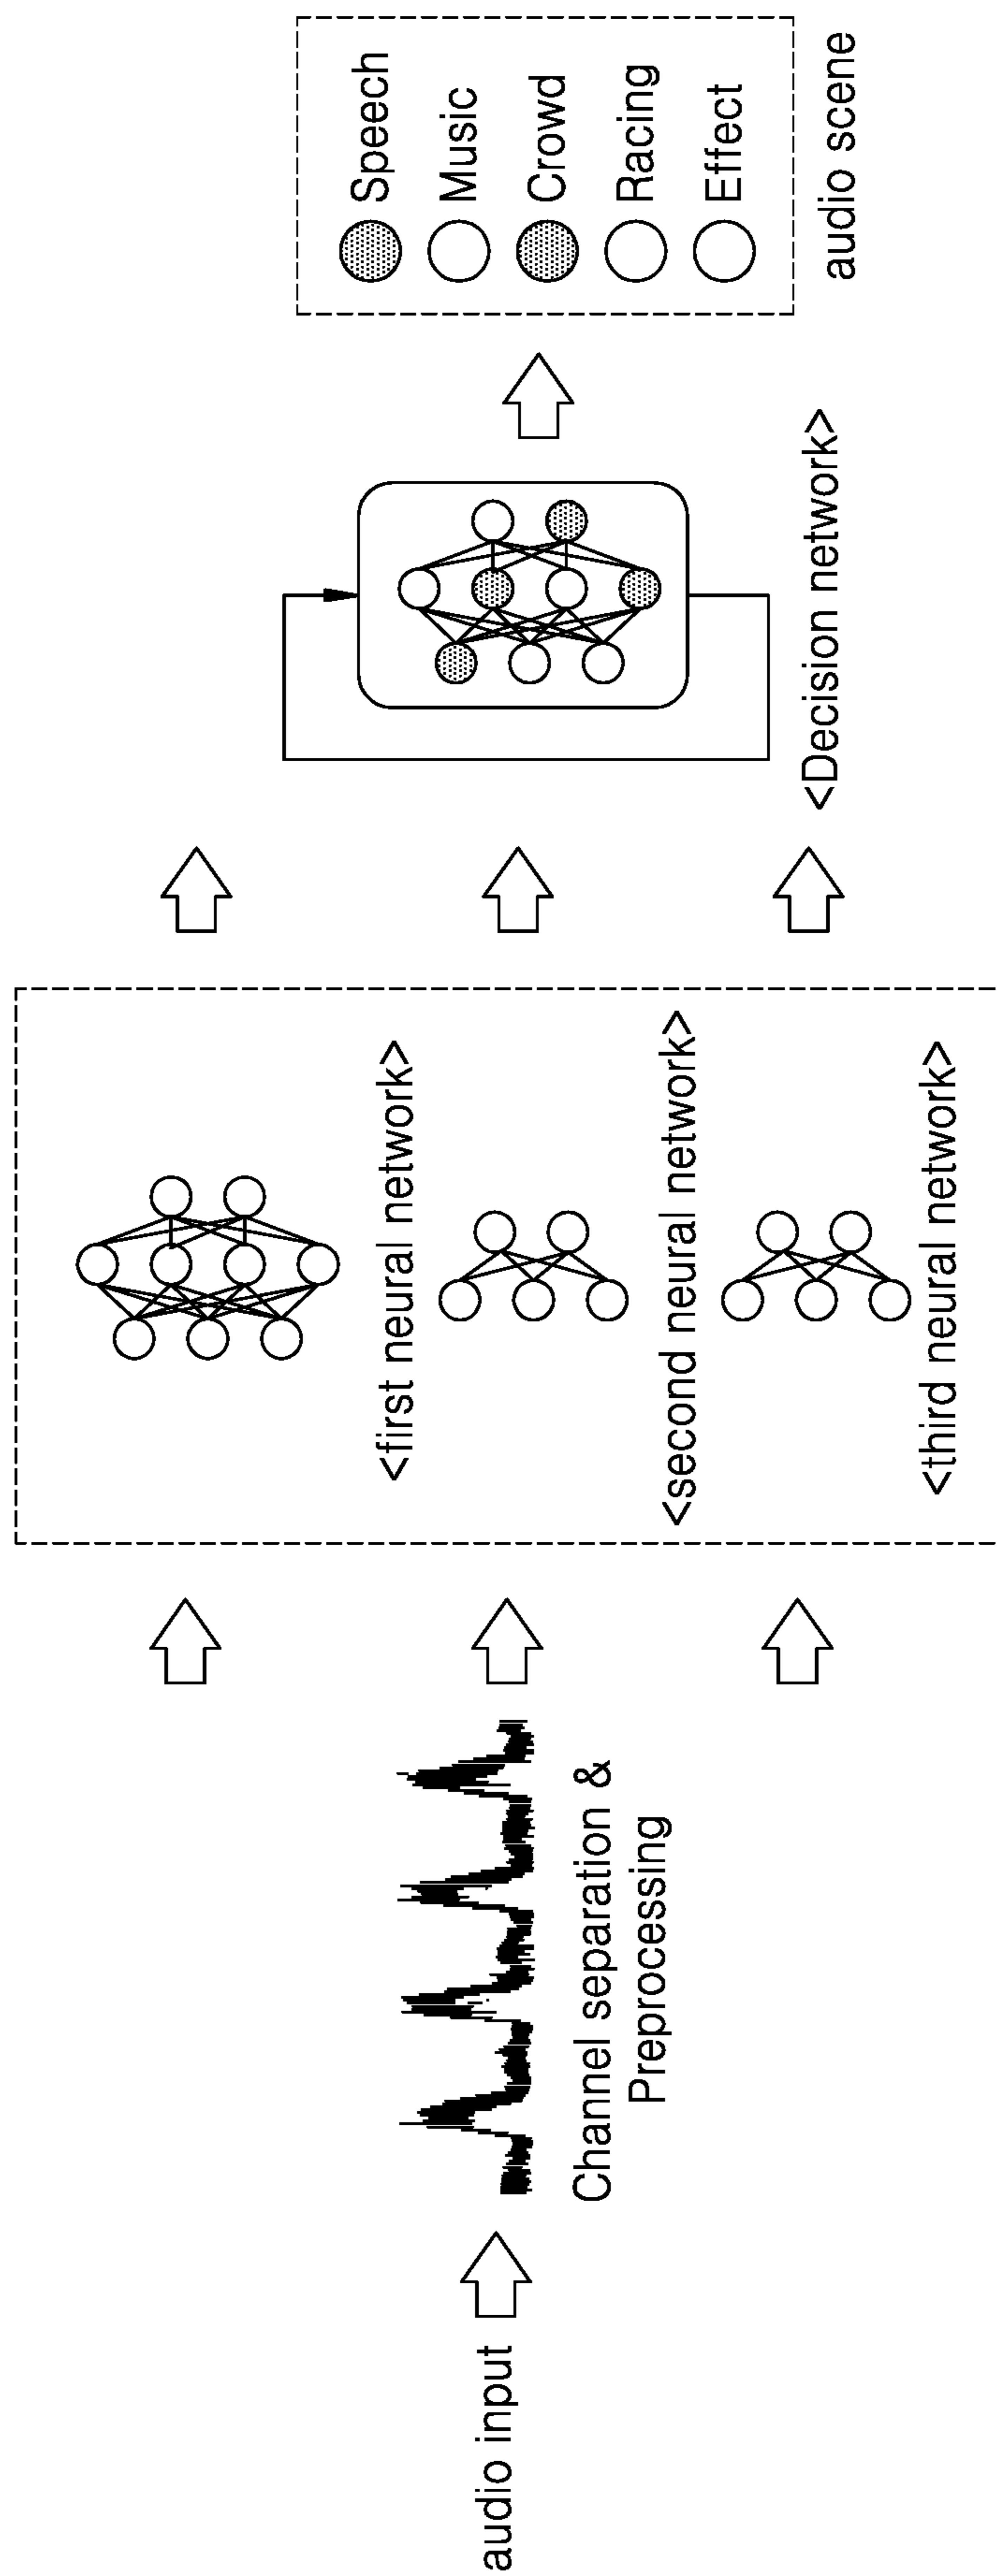 audio input
Channel separation &
Preprocessing
<first neural network>
<second neural network>
<third neural network>
<Decision network>
Speech
Music
Crowd
Racing
Effect
audio scene